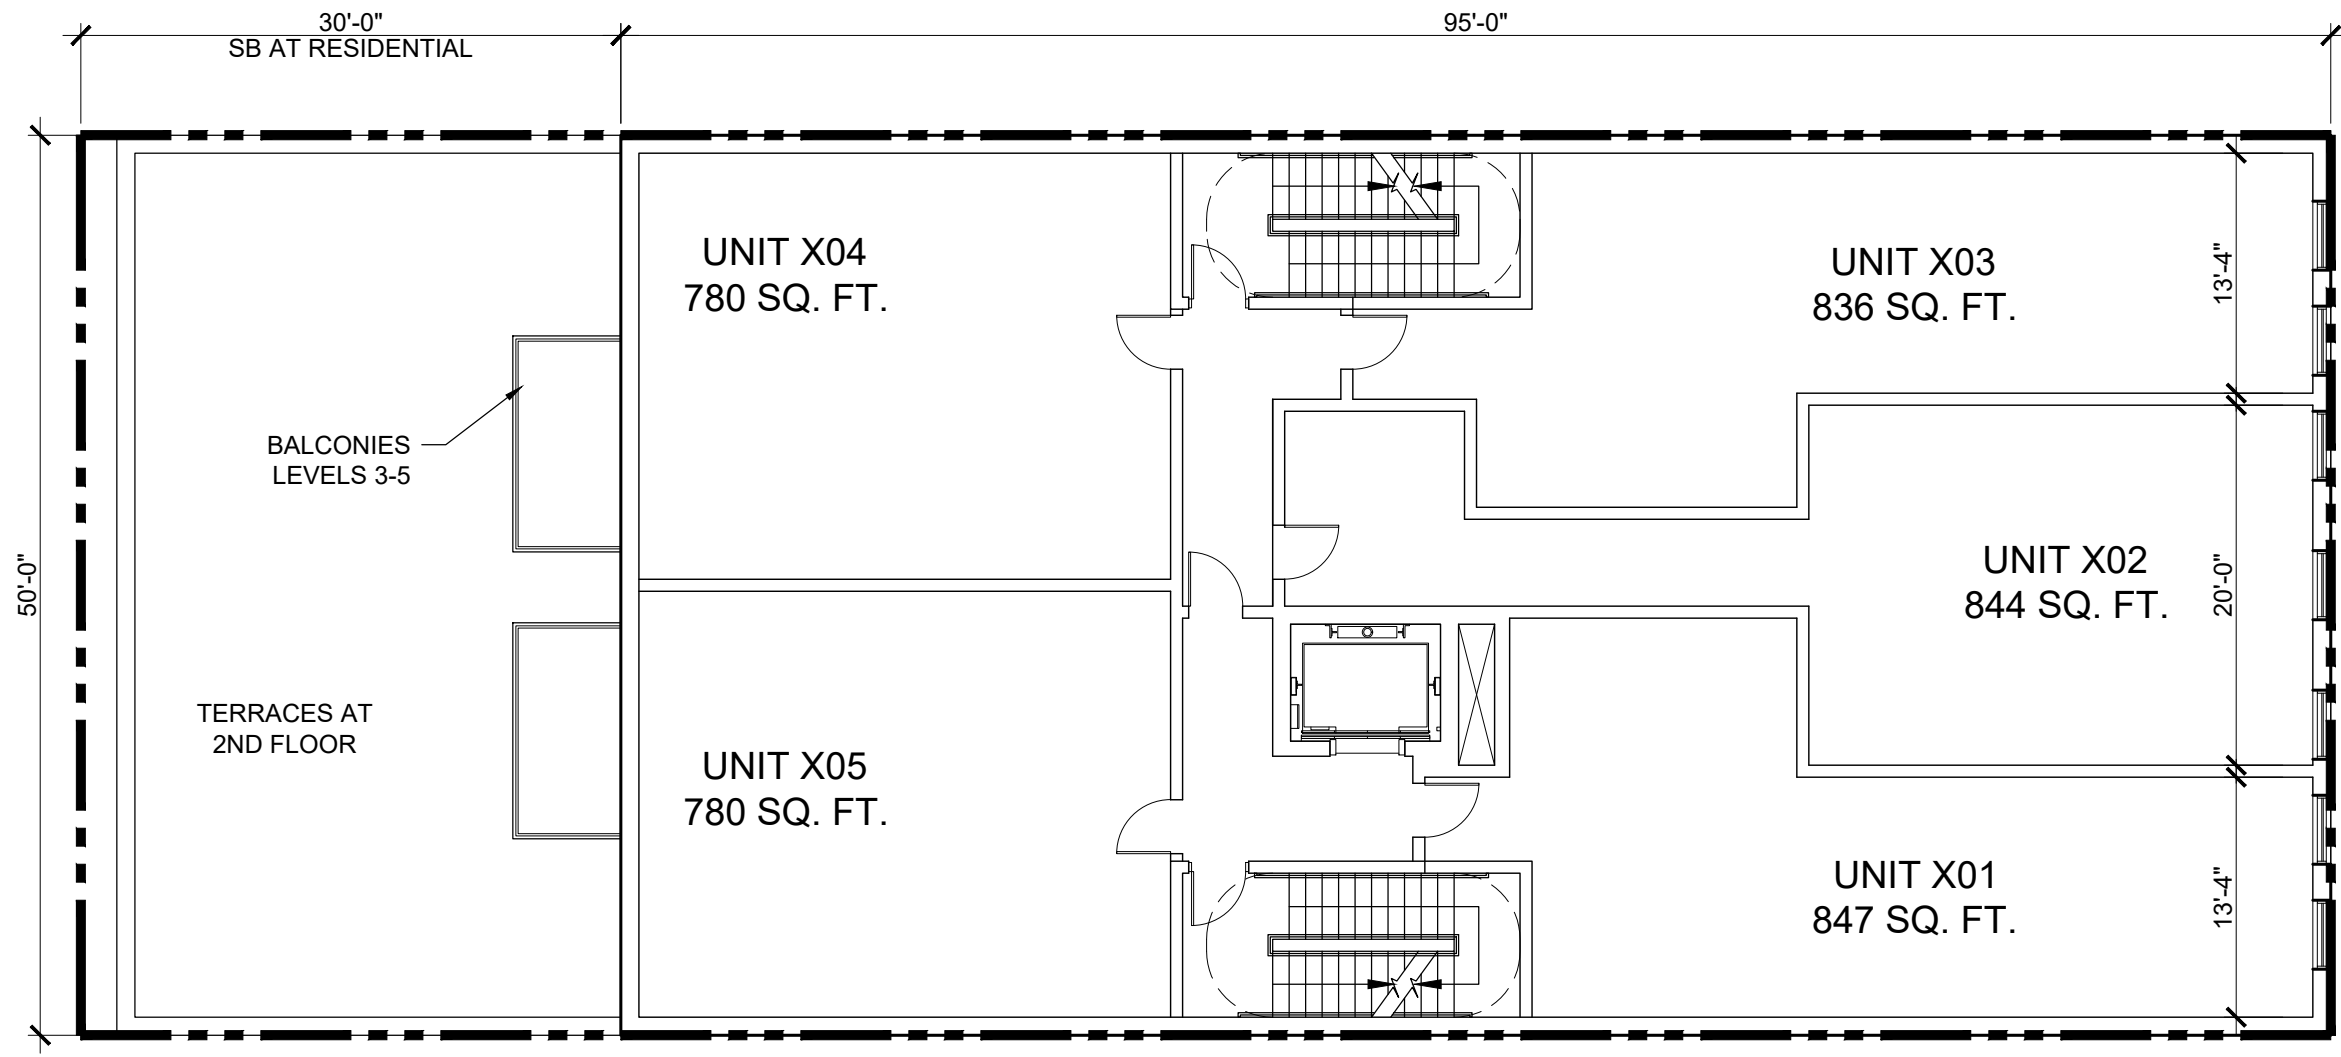 30'-0"
SB AT RESIDENTIAL
95'-0"
UNIT X04
780 SQ. FT.
UNIT X03
836 SQ. FT.
13'-4"
BALCONIES
LEVELS 3-5
50'-0"
UNIT X02
844 SQ. FT.
20'-0"
TERRACES AT
2ND FLOOR
UNIT X05
780 SQ. FT.
UNIT X01
847 SQ. FT.
13'-4"